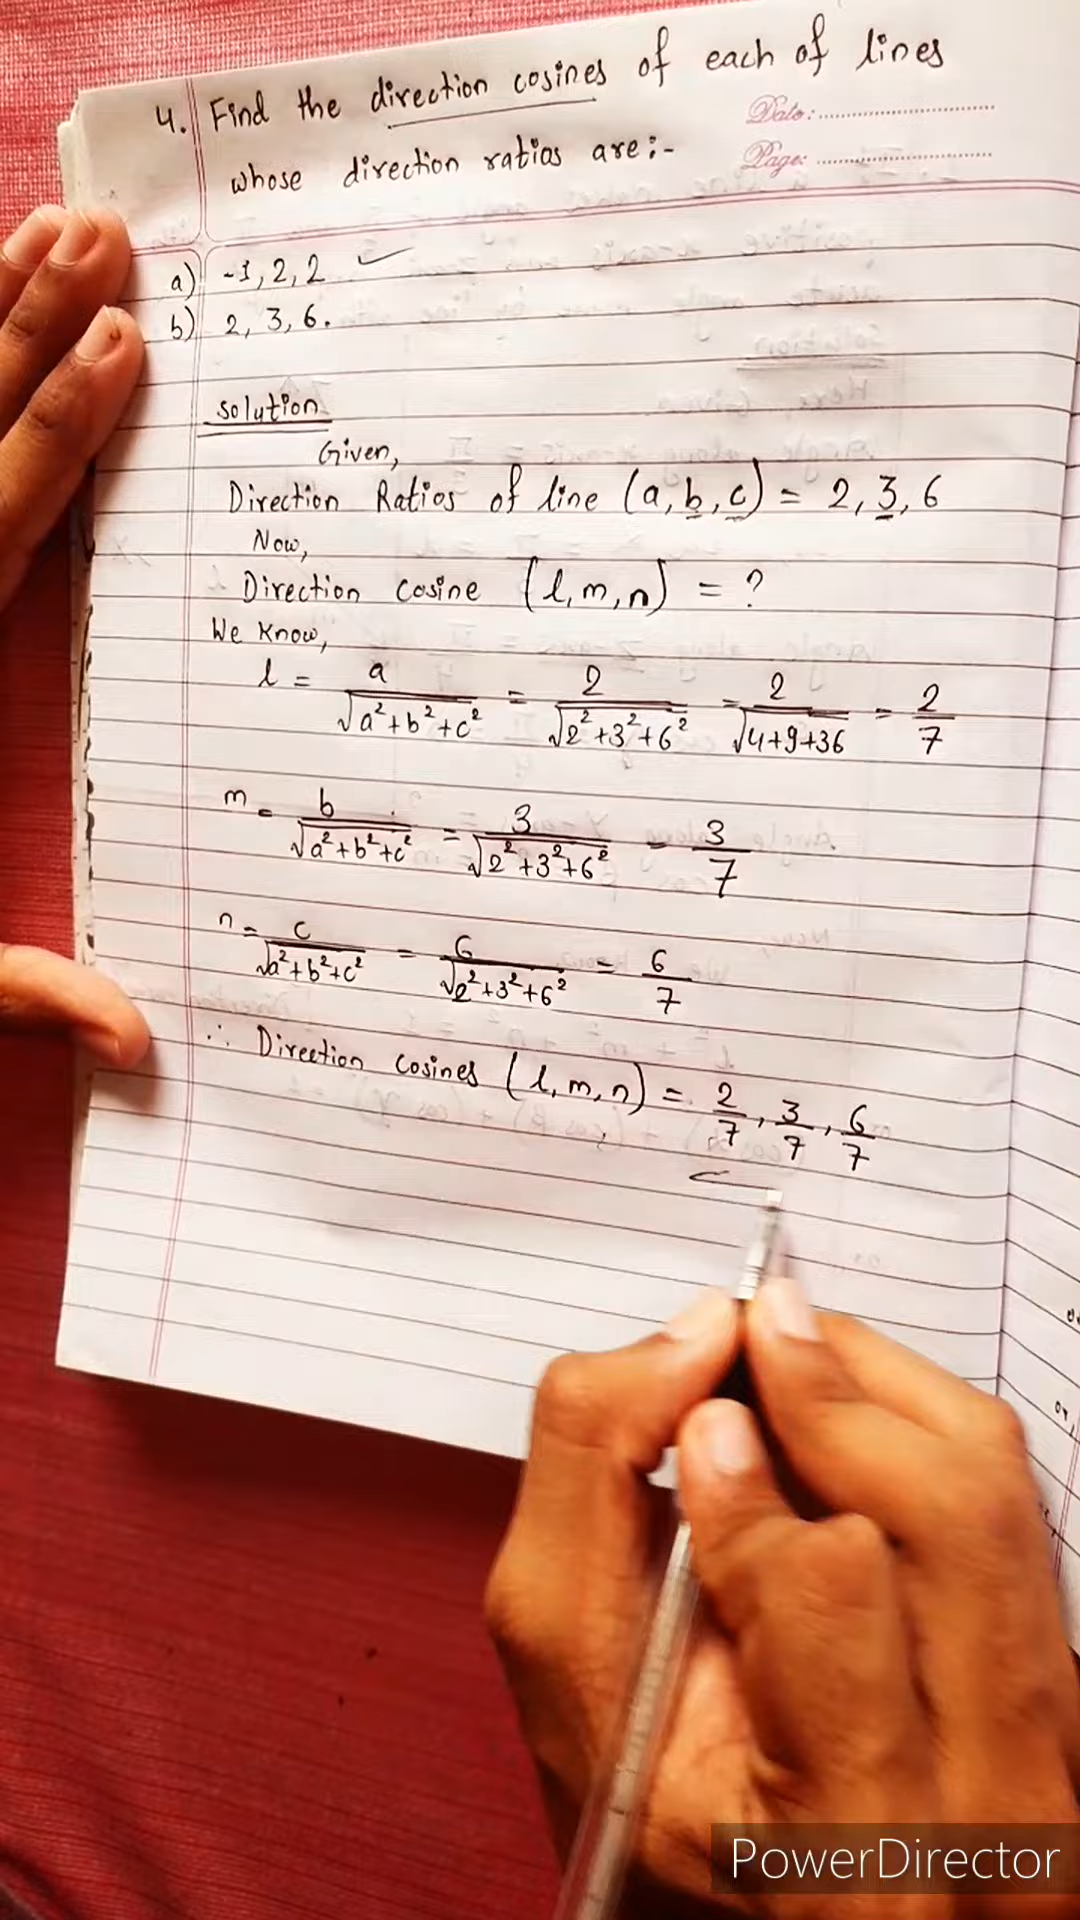 4. Find the direction cosines of each of lines
whose direction ratios are:-
Date:
Page:
a) -1, 2, 2
b) 2, 3, 6.
Solution
Given,
Direction Ratios of line (a, b, c) = 2, 3, 6
Now,
Direction Cosine (l, m, n) = ?
We Know,
l = a/√a²+b²+c² = 2/√2²+3²+6² = 2/√4+9+36 = 2/7
m = b/√a²+b²+c² = 3/√2²+3²+6² = 3/7
n = c/√a²+b²+c² = 6/√2²+3²+6² = 6/7
∴ Direction Cosines (l, m, n) = 2/7, 3/7, 6/7
PowerDirector